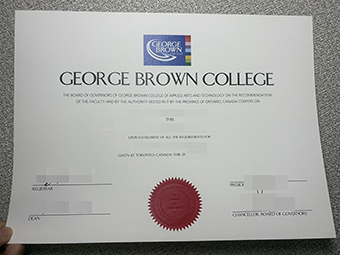 GEORGE
BROWN
GEORGE BROWN COLLEGE
THE BOARD OF GOVERNORS OF GEORGE BROWN COLLEGE OF APPLIED ARTS AND TECHNOLOGY ON THE RECOMMENDATION
OF THE FACULTY AND BY THE AUTHORITY VESTED IN IT BY THE PROVINCE OF ONTARIO, CANADA CONFERS ON
THE
UPON FULFILLMENT OF ALL THE REQUIREMENTS FOR
GIVEN AT TORONTO CANADA THIS
REGISTRAR
DEAN
CHANCELLOR, BOARD OF GOVERNORS